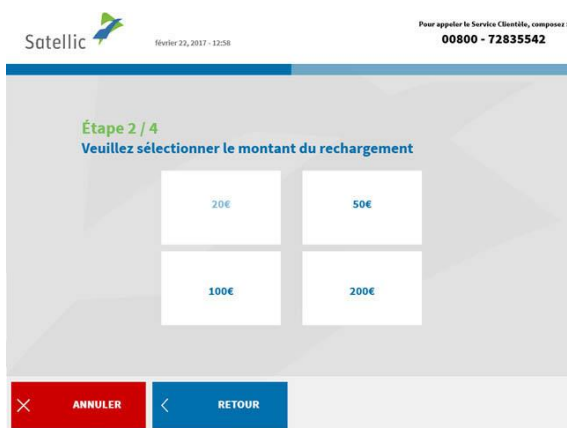 Satellic
février 22, 2017 - 12:58
Pour appeler le Service Clientèle, composez :
00800 - 72835542
Étape 2 / 4
Veuillez sélectionner le montant du rechargement
20€
50€
100€
200€
ANNULER
RETOUR